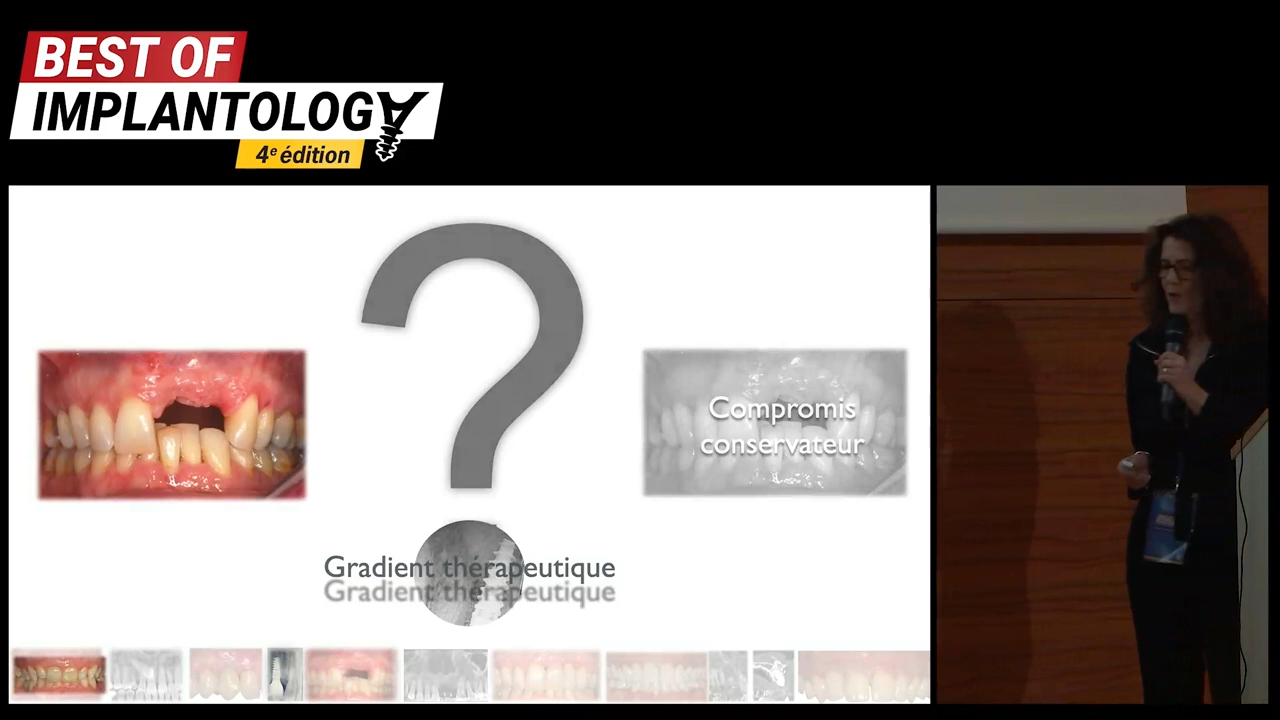 BEST OF
IMPLANTOLOGY
4e édition
Compromis
conservateur
Gradient thérapeutique
Gradient thérapeutique